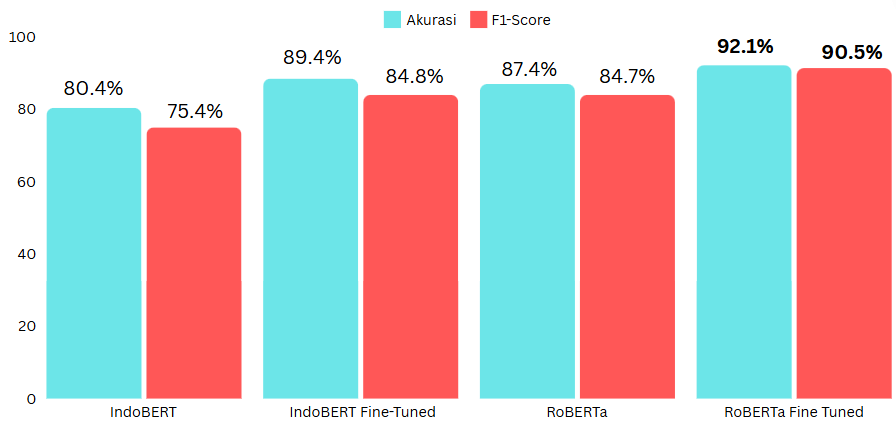 Akurasi F1-Score
100
80
60
40
20
0
80.4% 75.4% 89.4% 84.8% 87.4% 84.7% 92.1% 90.5%
IndoBERT IndoBERT Fine-Tuned RoBERTa RoBERTa Fine Tuned